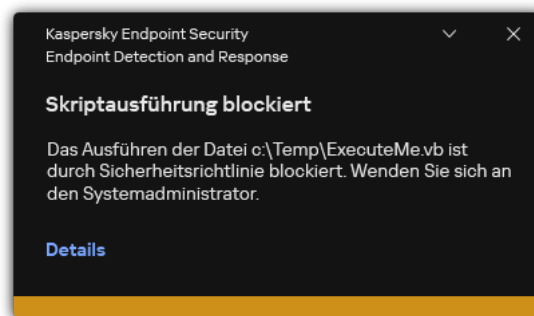 Kaspersky Endpoint Security
Endpoint Detection and Response
Skriptausführung blockiert
Das Ausführen der Datei c:\Temp\ExecuteMe.vb ist
durch Sicherheitsrichtlinie blockiert. Wenden Sie sich an
den Systemadministrator.
Details